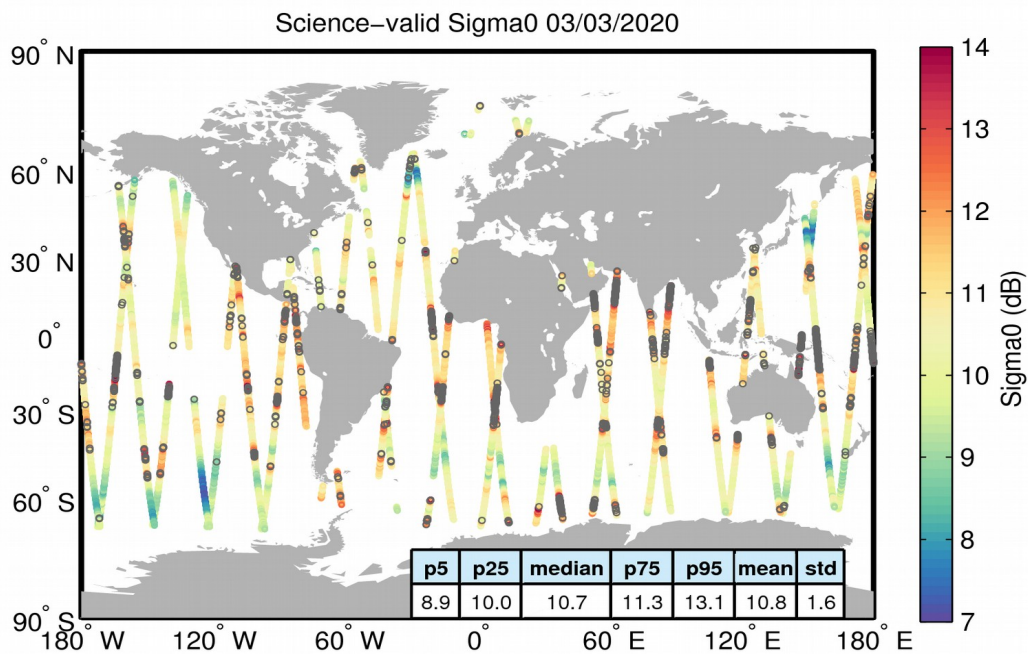 Science−valid Sigma0 03/03/2020
90° N
60° N
30° N
0°
30° S
60° S
90° S
180° W 120° W 60° W 0° 60° E 120° E 180° E
p5 p25 median p75 p95 mean std
8.9 10.0 10.7 11.3 13.1 10.8 1.6
14
13
12
11
10
9
8
7
Sigma0 (dB)